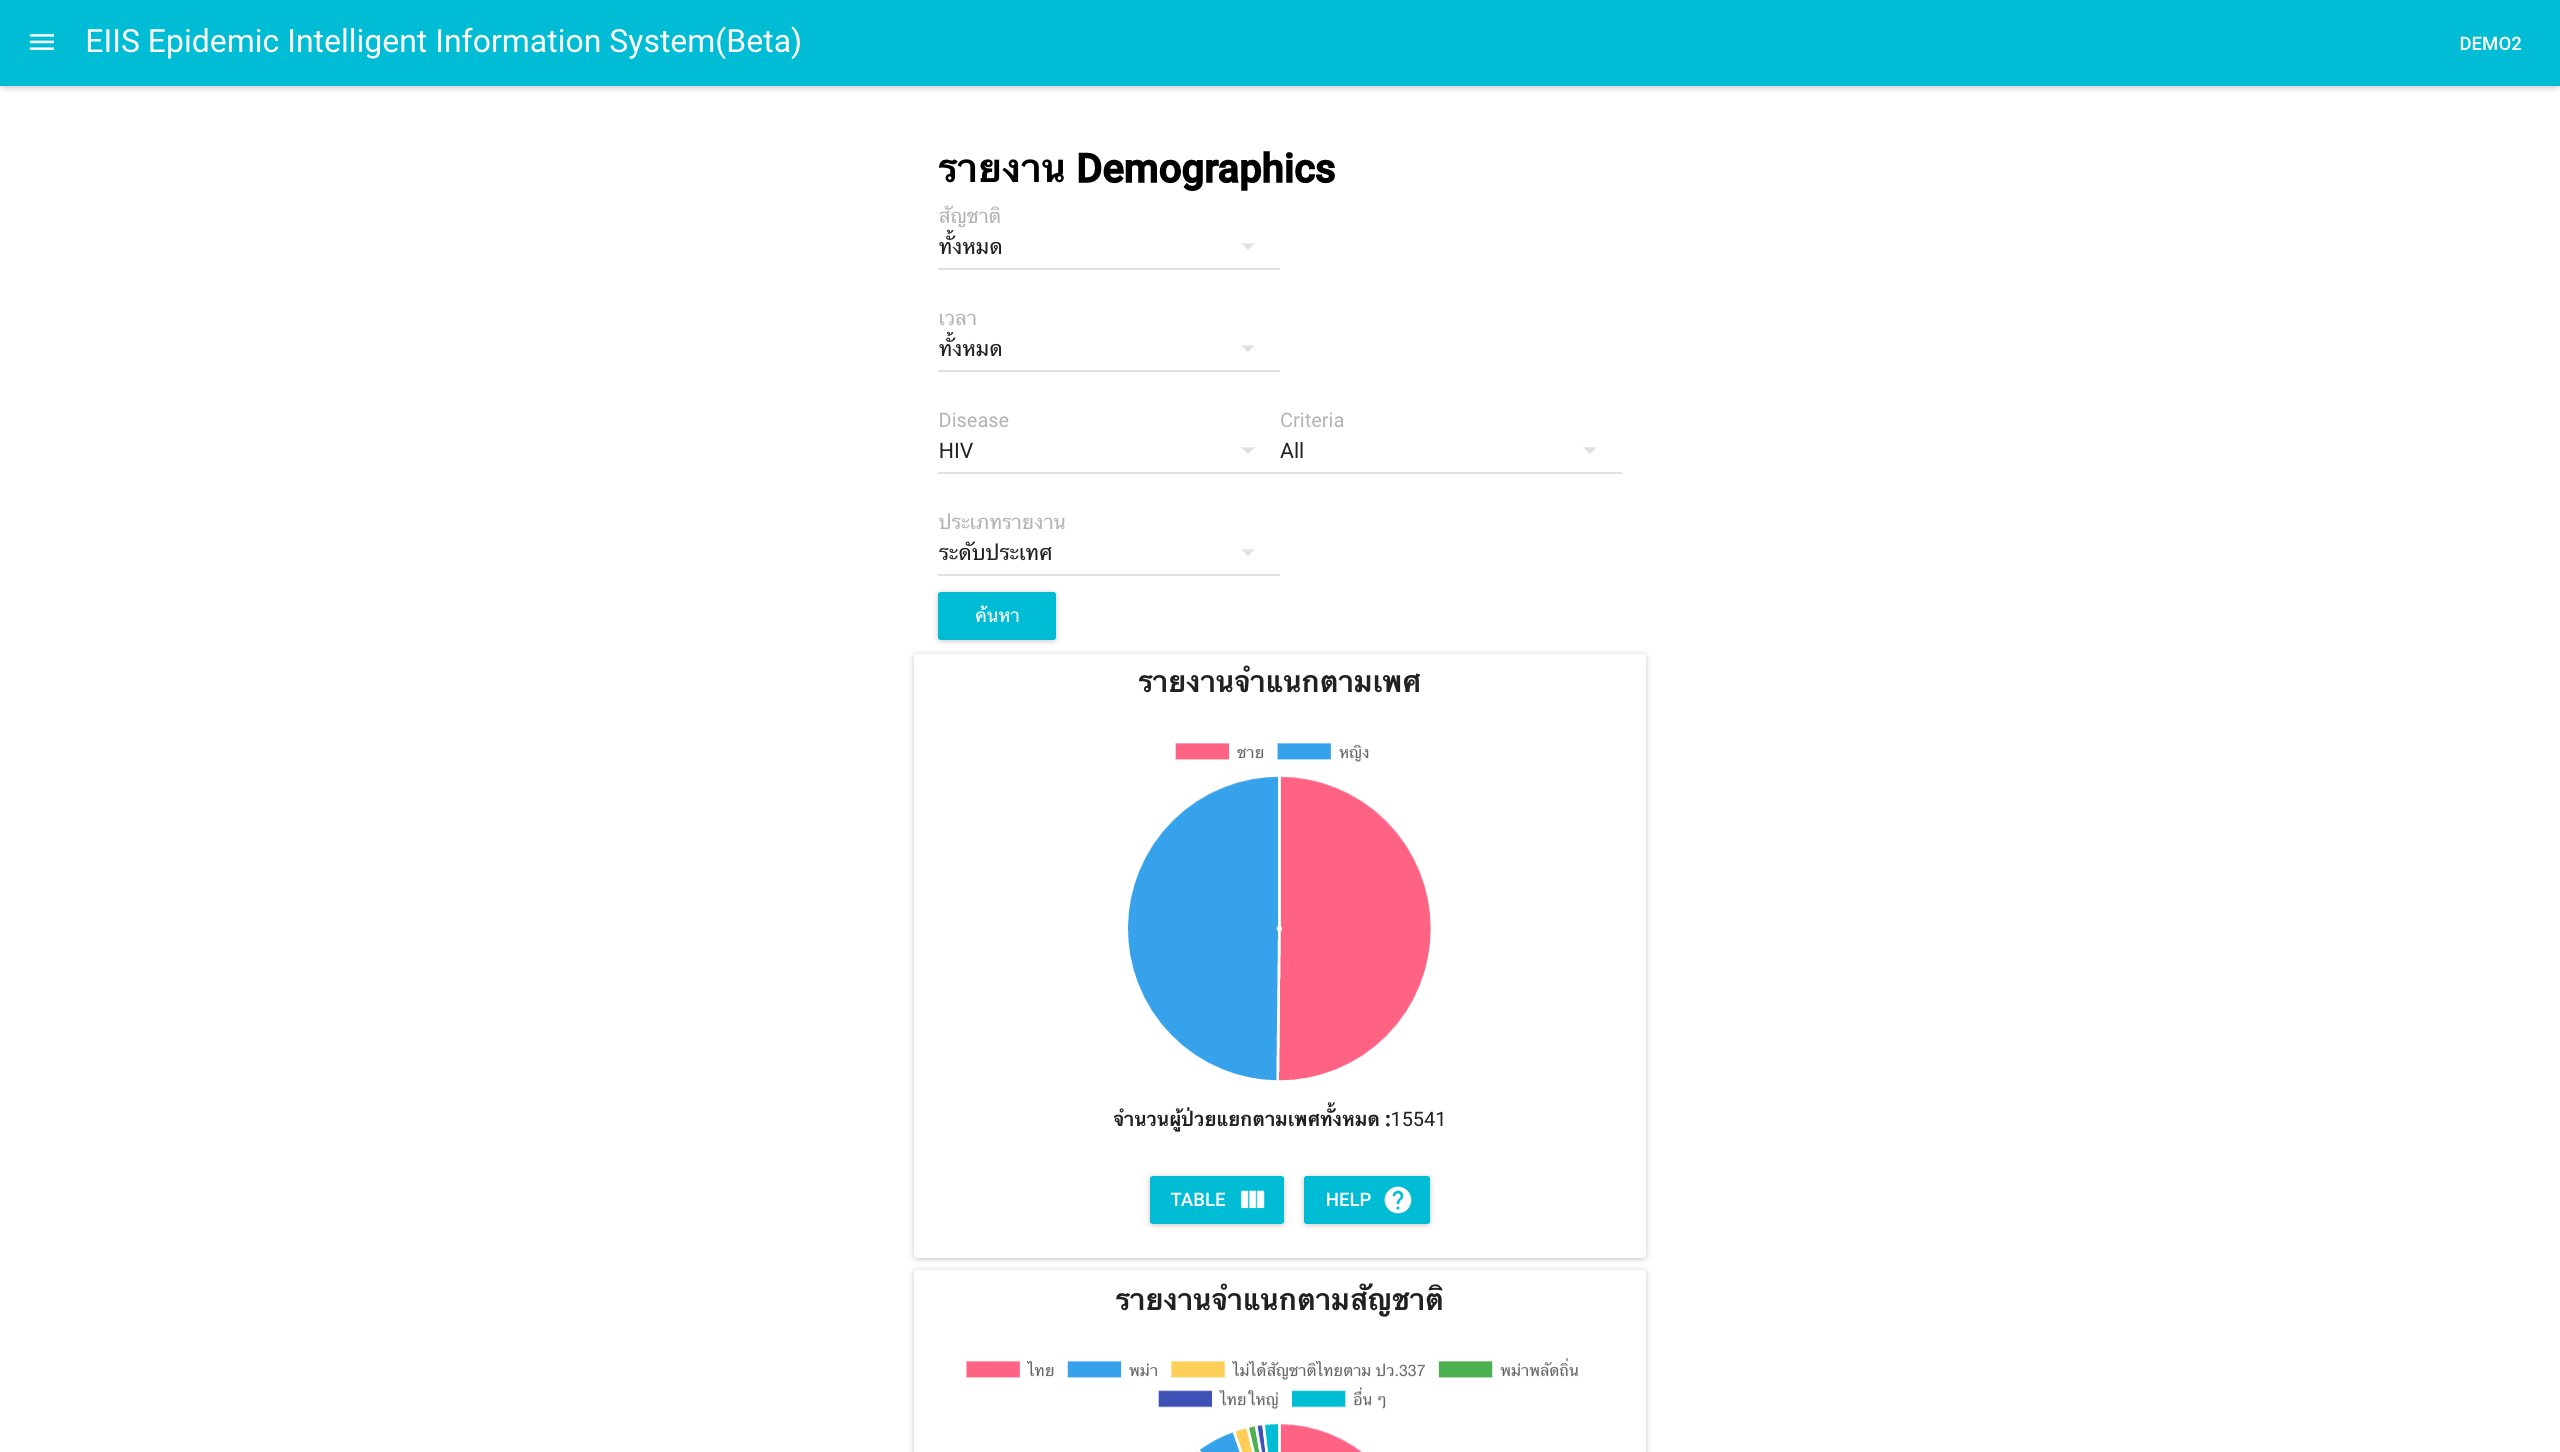 EIIS Epidemic Intelligent Information System(Beta)
DEMO2
รายงาน Demographics
สัญชาติ
ทั้งหมด
เวลา
ทั้งหมด
Disease
HIV
Criteria
All
ประเภทรายงาน
ระดับประเทศ
ค้นหา
รายงานจำแนกตามเพศ
ชาย หญิง
จำนวนผู้ป่วยแยกตามเพศทั้งหมด :15541
TABLE
HELP
รายงานจำแนกตามสัญชาติ
ไทย พม่า ไม่ได้สัญชาติไทยตาม ปว.337 พม่าพลัดถิ่น
ไทยใหญ่ อื่น ๆ